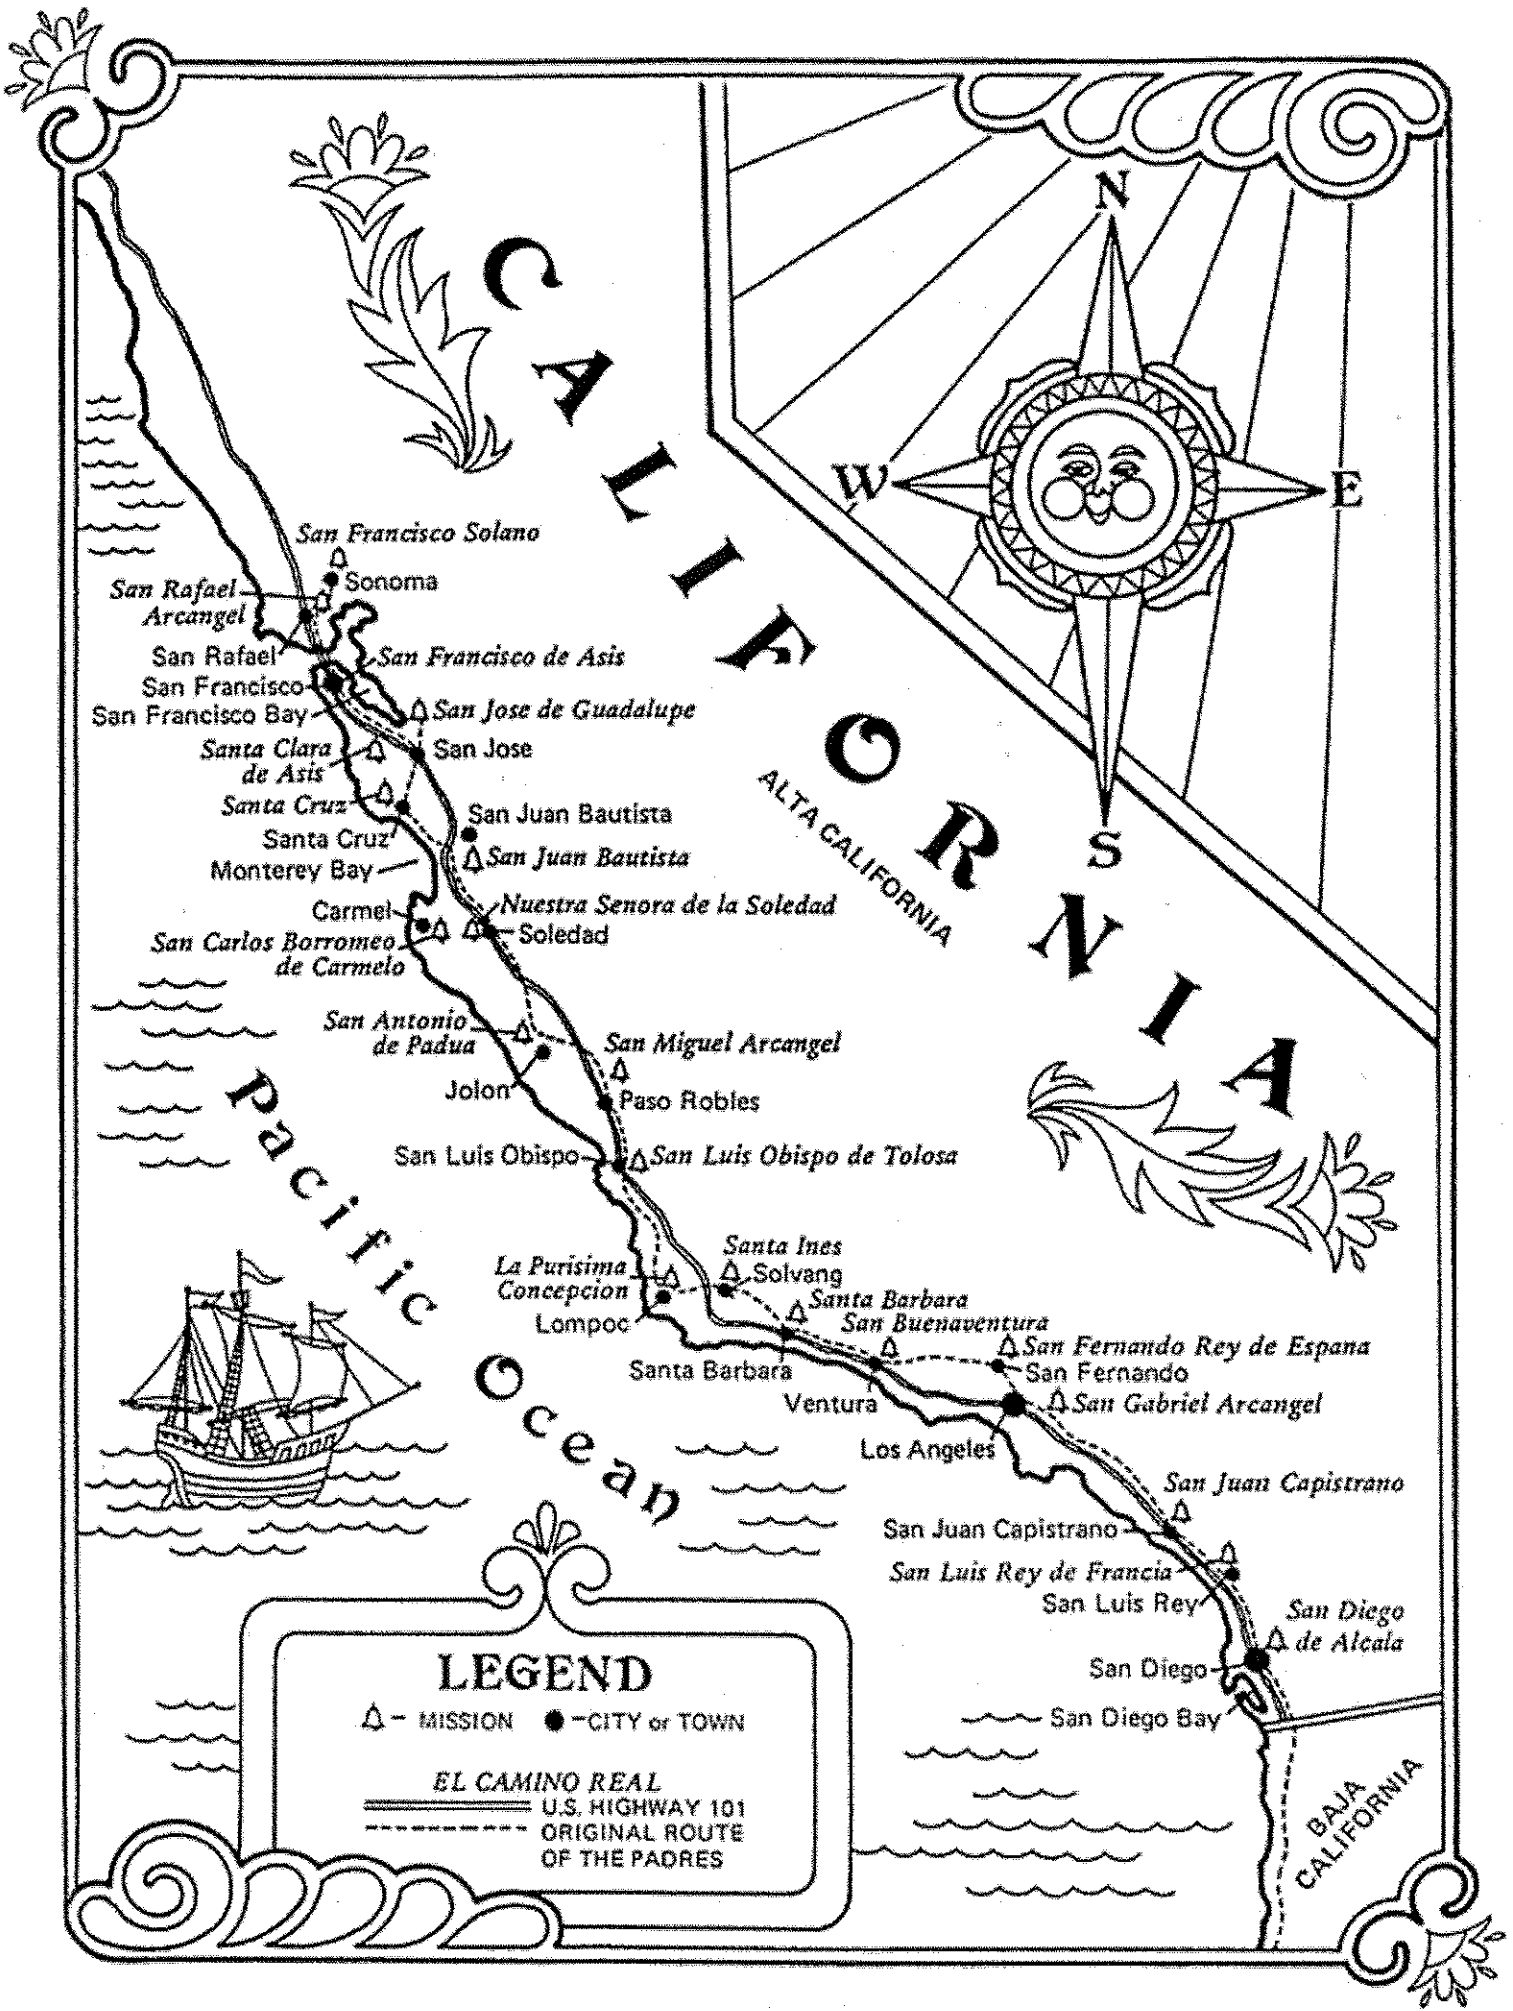 N
W
E
S
CALIFORNIA
ALTA CALIFORNIA
San Francisco Solano
Sonoma
San Rafael
Arcangel
San Rafael
San Francisco de Asis
San Francisco
San Francisco Bay
San Jose de Guadalupe
Santa Clara
de Asis
San Jose
Santa Cruz
San Juan Bautista
Santa Cruz
San Juan Bautista
Monterey Bay
Nuestra Senora de la Soledad
Carmel
Soledad
San Carlos Borromeo
de Carmelo
San Antonio
de Padua
San Miguel Arcangel
Jolon
Paso Robles
San Luis Obispo
San Luis Obispo de Tolosa
Pacific Ocean
Santa Ines
La Purisima
Concepcion
Solvang
Lompoc
Santa Barbara
San Buenaventura
San Fernando Rey de Espana
Santa Barbara
San Fernando
Ventura
San Gabriel Arcangel
Los Angeles
San Juan Capistrano
San Juan Capistrano
San Luis Rey de Francia
San Luis Rey
San Diego
de Alcala
San Diego
San Diego Bay
BAJA
CALIFORNIA
LEGEND
- MISSION
-CITY or TOWN
EL CAMINO REAL
U.S. HIGHWAY 101
ORIGINAL ROUTE
OF THE PADRES